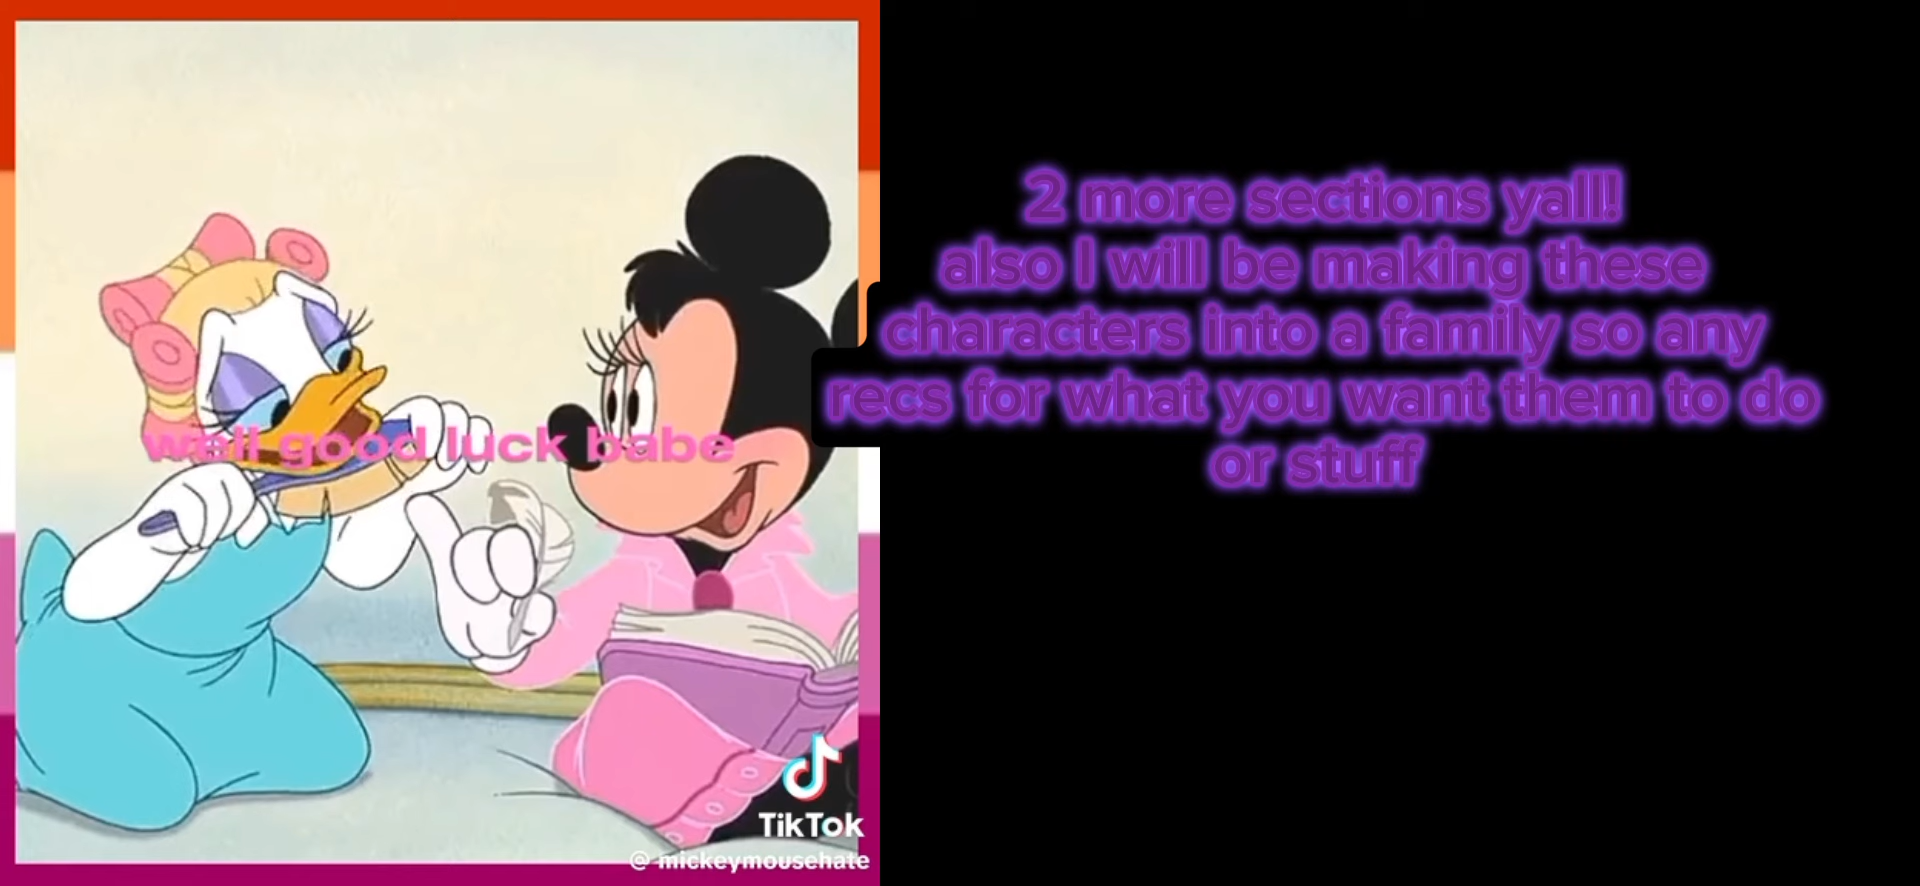 well good luck babe
TikTok
@ mickeymousehate
2 more sections yall!
also I will be making these
characters into a family so any
recs for what you want them to do
or stuff